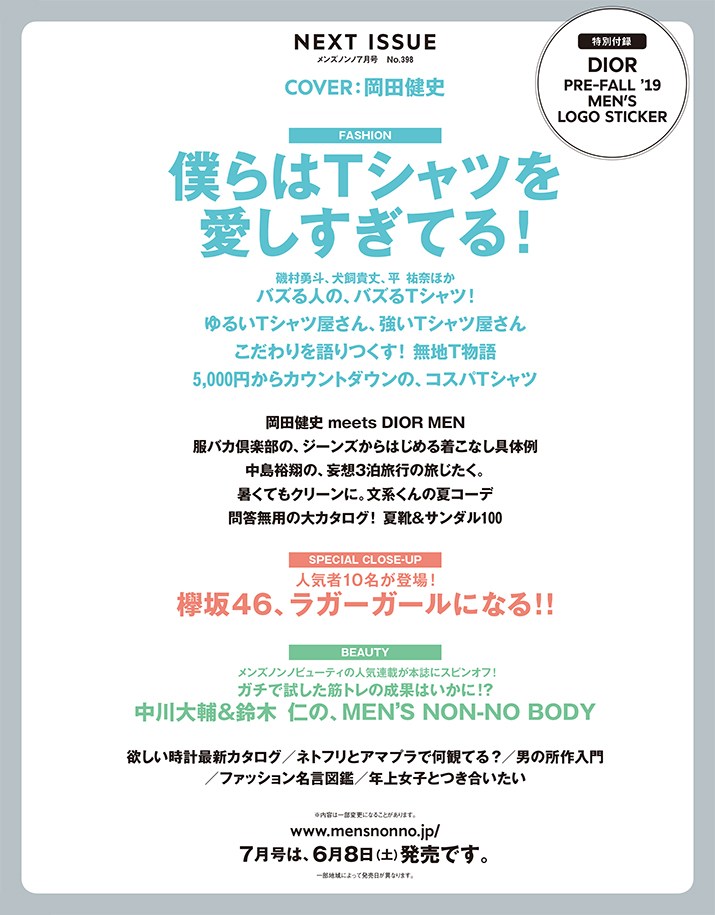 NEXT ISSUE
メンズノンノ7月号 No.398
COVER:岡田健史
特別付録
DIOR
PRE-FALL ’19
MEN'S
LOGO STICKER
FASHION
僕らはTシャツを
愛しすぎてる!
磯村勇斗、犬飼貴丈、平 祐奈ほか
バズる人の、バズるTシャツ!
ゆるいTシャツ屋さん、強いTシャツ屋さん
こだわりを語りつくす! 無地T物語
5,000円からカウントダウンの、コスパTシャツ
岡田健史 meets DIOR MEN
服バカ倶楽部の、ジーンズからはじめる着こなし具体例
中島裕翔の、妄想3泊旅行の旅じたく。
暑くてもクリーンに。文系くんの夏コーデ
問答無用の大カタログ! 夏靴&サンダル100
SPECIAL CLOSE-UP
人気者10名が登場!
欅坂46、ラガーガールになる!!
BEAUTY
メンズノンノビューティの人気連載が本誌にスピンオフ!
ガチで試した筋トレの成果はいかに!?
中川大輔&鈴木 仁の、MEN’S NON-NO BODY
欲しい時計最新カタログ/ネトフリとアマプラで何観てる?/男の所作入門
/ファッション名言図鑑/年上女子とつき合いたい
※内容は一部変更になることがあります。
www.mensnonno.jp/
7月号は、6月8日(土)発売です。
一部地域によって発売日が異なります。